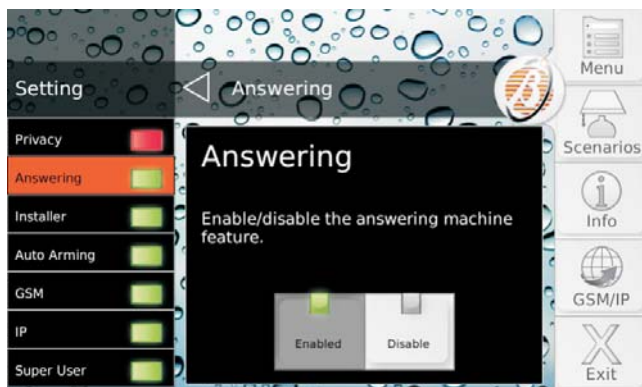 Setting
Answering
Privacy
Answering
Installer
Auto Arming
GSM
IP
Super User
Answering
Enable/disable the answering machine
feature.
Enabled
Disable
Menu
Scenarios
Info
GSM/IP
Exit